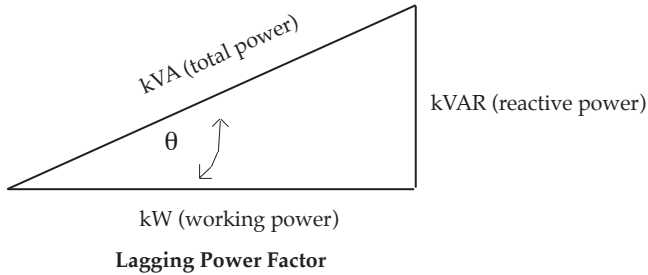 kVA (total power)
kVAR (reactive power)
θ
kW (working power)
Lagging Power Factor